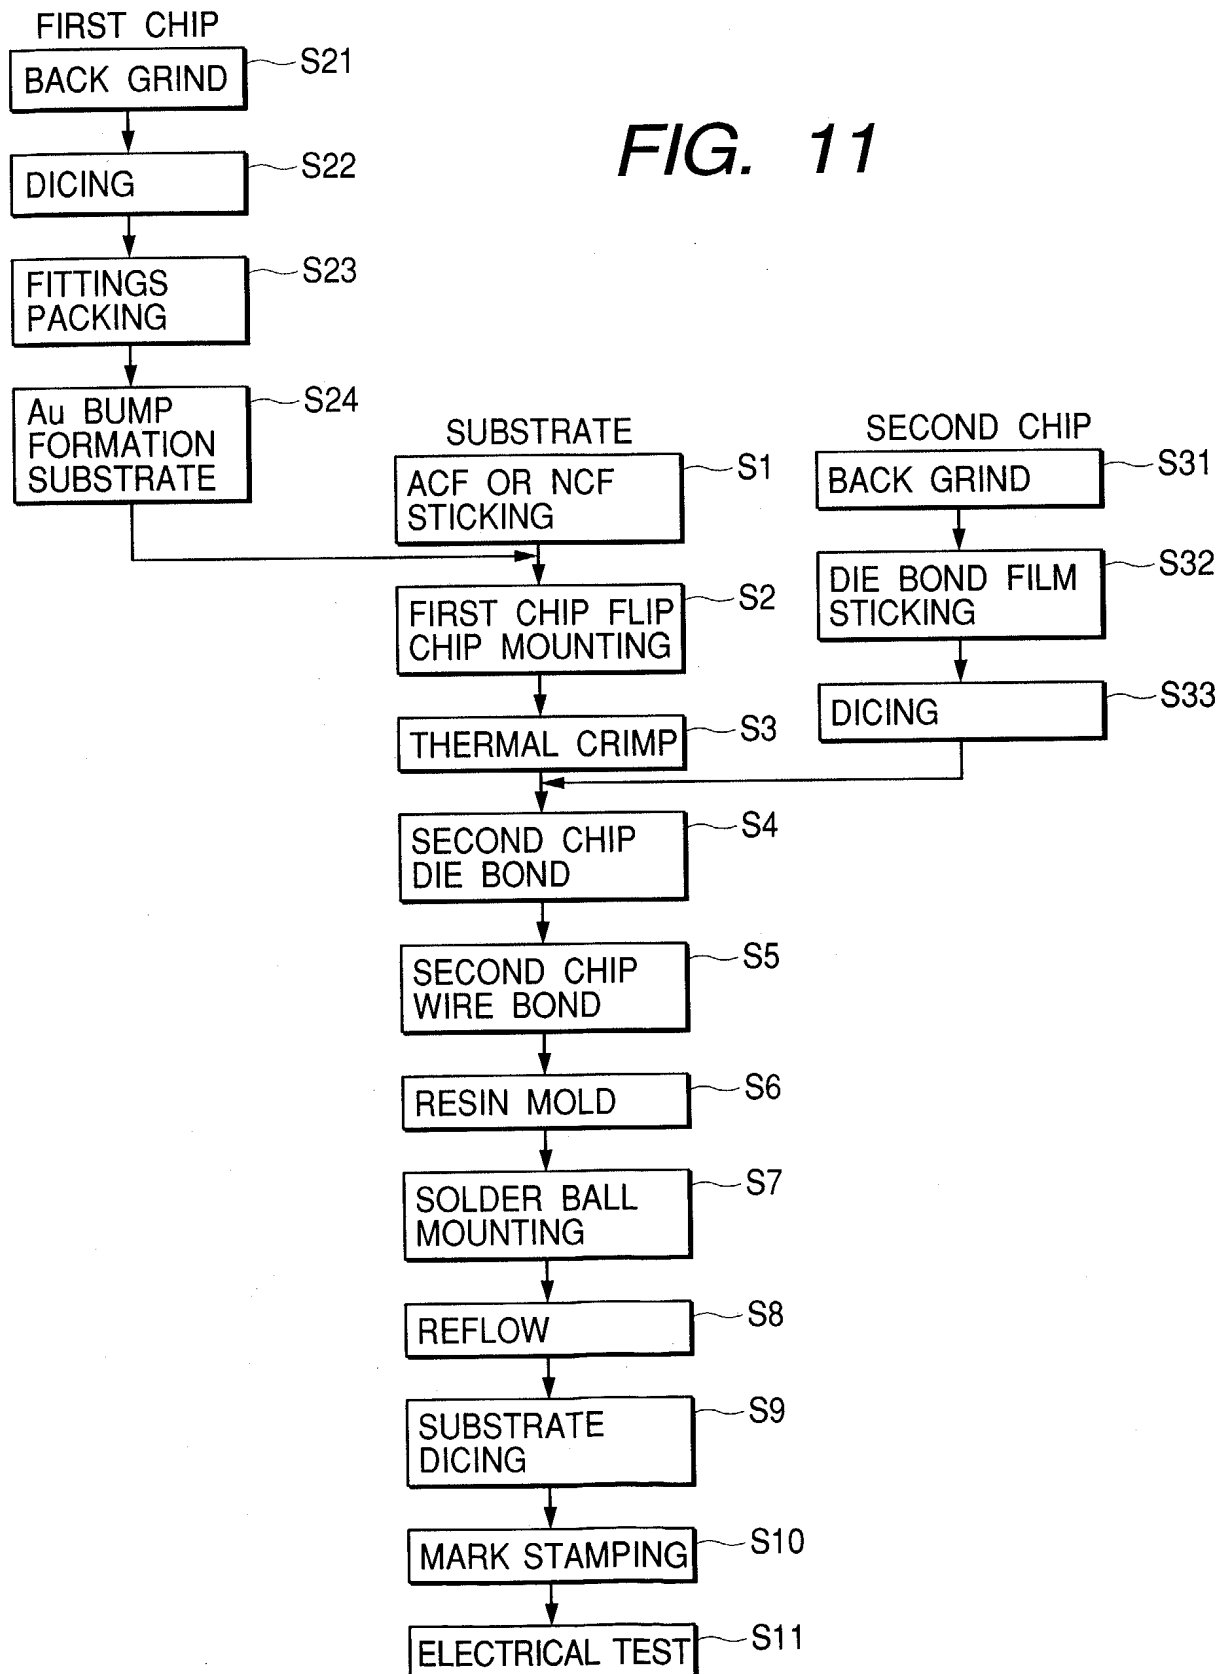 FIG. 11
FIRST CHIP
BACK GRIND
S21
DICING
S22
FITTINGS
PACKING
S23
Au BUMP
FORMATION
SUBSTRATE
S24
SUBSTRATE
ACF OR NCF
STICKING
S1
FIRST CHIP FLIP
CHIP MOUNTING
S2
THERMAL CRIMP
S3
SECOND CHIP
BACK GRIND
S31
DIE BOND FILM
STICKING
S32
DICING
S33
SECOND CHIP
DIE BOND
S4
SECOND CHIP
WIRE BOND
S5
RESIN MOLD
S6
SOLDER BALL
MOUNTING
S7
REFLOW
S8
SUBSTRATE
DICING
S9
MARK STAMPING
S10
ELECTRICAL TEST
S11